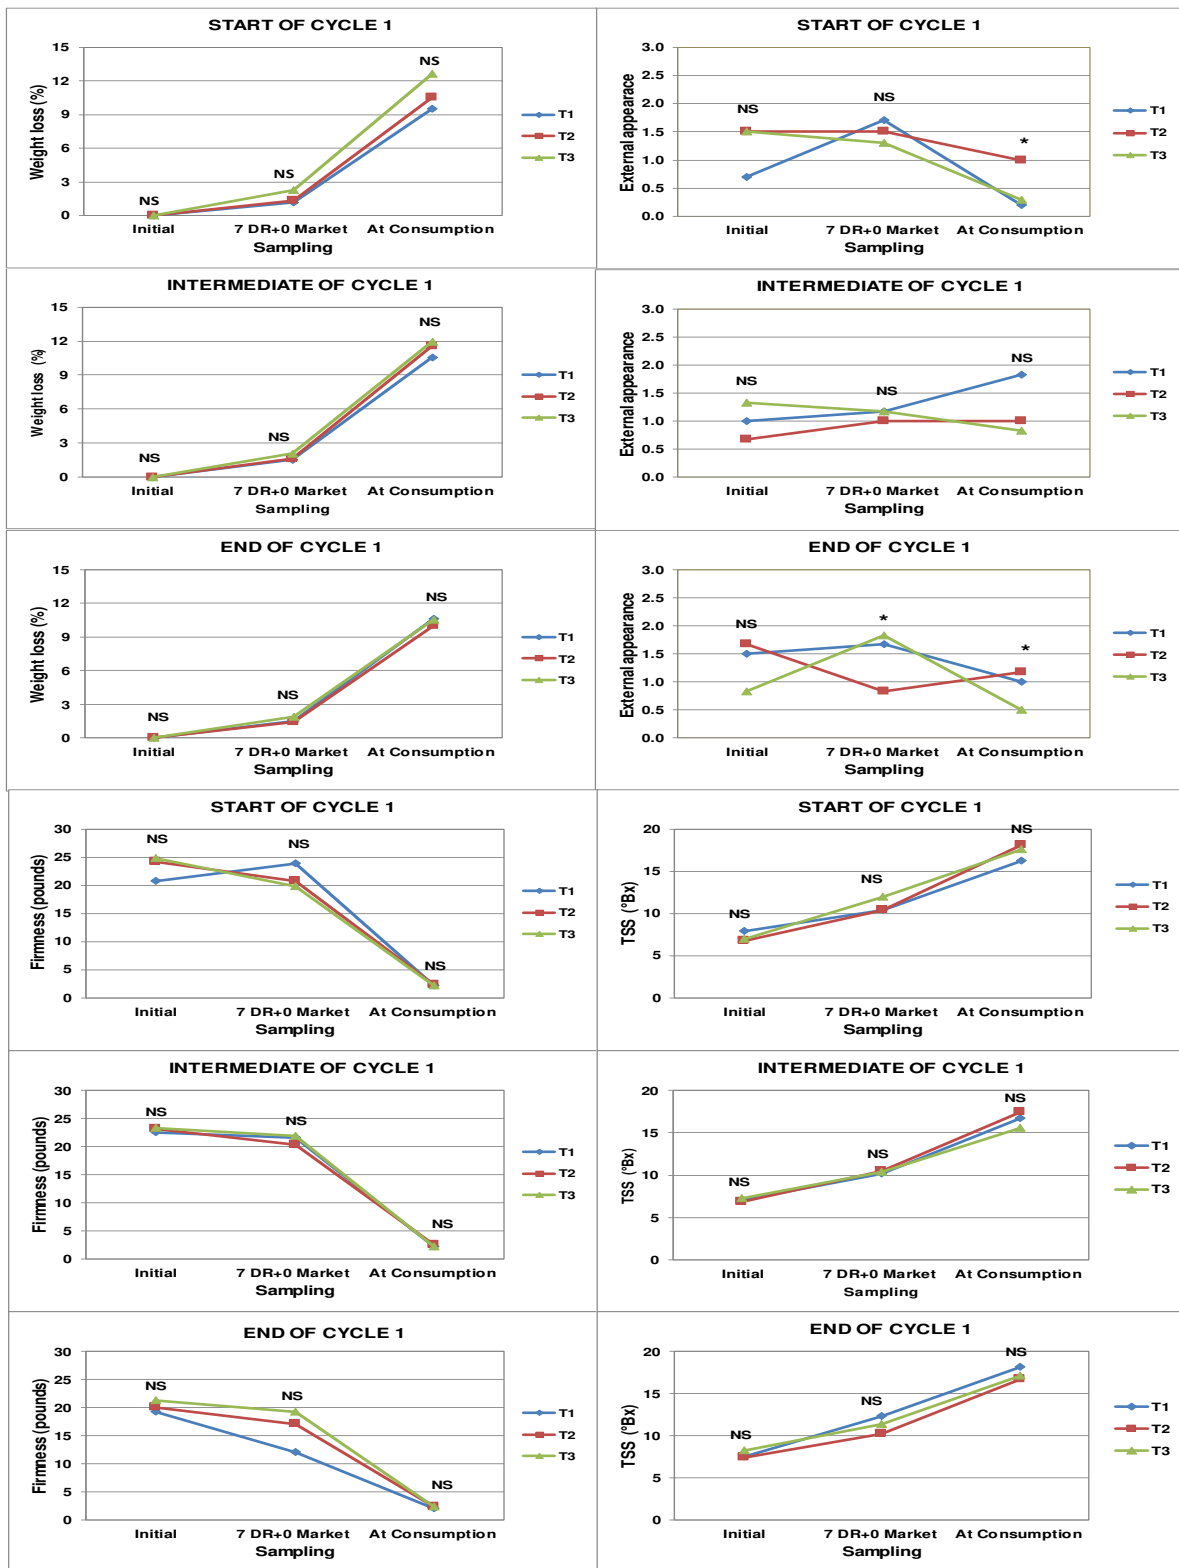 START OF CYCLE 1
Weight loss (%)
15
12
9
6
3
0
NS
NS
NS
Initial
7 DR+0 Market
At Consumption
Sampling
T1
T2
T3
START OF CYCLE 1
External appearace
3.0
2.5
2.0
1.5
1.0
0.5
0.0
NS
NS
*
Initial
7 DR+0 Market
At Consumption
Sampling
T1
T2
T3
INTERMEDIATE OF CYCLE 1
Weight loss (%)
15
12
9
6
3
0
NS
NS
NS
Initial
7 DR+0 Market
At Consumption
Sampling
T1
T2
T3
INTERMEDIATE OF CYCLE 1
External appearance
3.0
2.5
2.0
1.5
1.0
0.5
0.0
NS
NS
NS
Initial
7 DR+0 Market
At Consumption
Sampling
T1
T2
T3
END OF CYCLE 1
Weight loss (%)
15
12
9
6
3
0
NS
NS
NS
Initial
7 DR+0 Market
At Consumption
Sampling
T1
T2
T3
END OF CYCLE 1
External appearance
3.0
2.5
2.0
1.5
1.0
0.5
0.0
NS
*
*
Initial
7 DR+0 Market
At Consumption
Sampling
T1
T2
T3
START OF CYCLE 1
Firmness (pounds)
30
25
20
15
10
5
0
NS
NS
NS
Initial
7 DR+0 Market
At Consumption
Sampling
T1
T2
T3
START OF CYCLE 1
TSS (°Bx)
20
15
10
5
0
NS
NS
NS
Initial
7 DR+0 Market
At Consumption
Sampling
T1
T2
T3
INTERMEDIATE OF CYCLE 1
Firmness (pounds)
30
25
20
15
10
5
0
NS
NS
NS
Initial
7 DR+0 Market
At Consumption
Sampling
T1
T2
T3
INTERMEDIATE OF CYCLE 1
TSS (°Bx)
20
15
10
5
0
NS
NS
NS
Initial
7 DR+0 Market
At Consumption
Sampling
T1
T2
T3
END OF CYCLE 1
Firmness (pounds)
30
25
20
15
10
5
0
NS
NS
NS
Initial
7 DR+0 Market
At Consumption
Sampling
T1
T2
T3
END OF CYCLE 1
TSS (°Bx)
20
15
10
5
0
NS
NS
NS
Initial
7 DR+0 Market
At Consumption
Sampling
T1
T2
T3